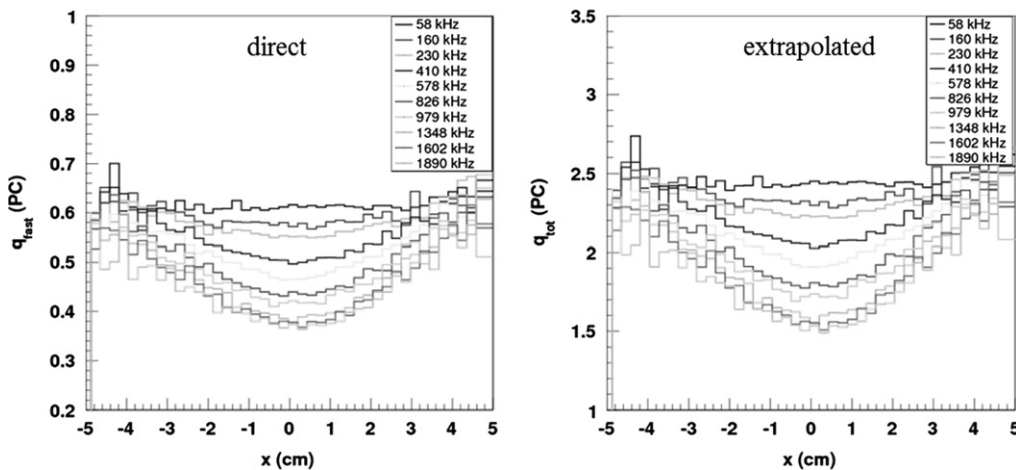 direct
58 kHz
160 kHz
230 kHz
410 kHz
578 kHz
826 kHz
979 kHz
1348 kHz
1602 kHz
1890 kHz
1
0.9
0.8
0.7
0.6
0.5
0.4
0.3
0.2
q_fast (PC)
-5 -4 -3 -2 -1 0 1 2 3 4 5
x (cm)
extrapolated
58 kHz
160 kHz
230 kHz
410 kHz
578 kHz
826 kHz
979 kHz
1348 kHz
1602 kHz
1890 kHz
3.5
3
2.5
2
1.5
1
q_tot (PC)
-5 -4 -3 -2 -1 0 1 2 3 4 5
x (cm)